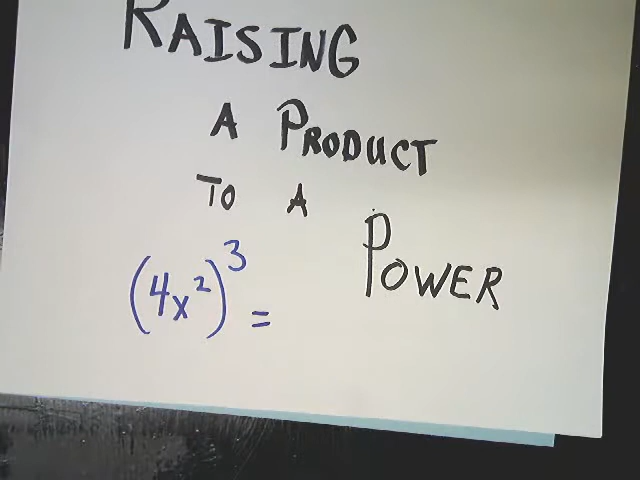 RAISING
A PRODUCT
TO A
POWER
(4x²)³ =